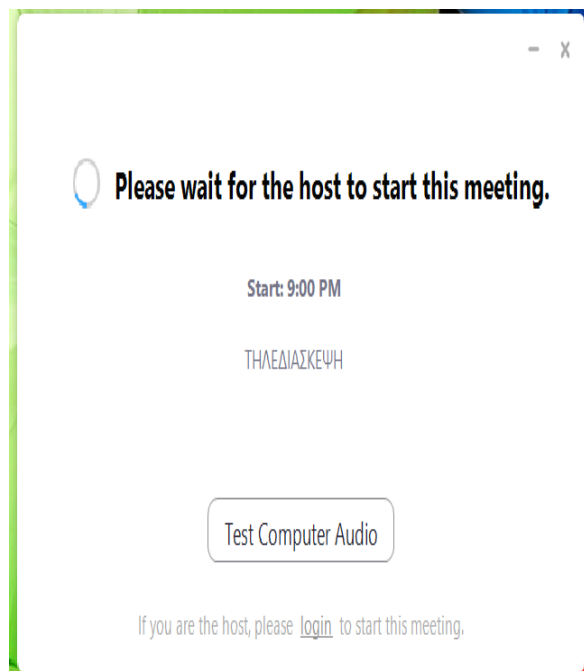 Please wait for the host to start this meeting.
Start: 9:00 PM
ΤΗΛΕΔΙΑΣΚΕΨΗ
Test Computer Audio
If you are the host, please login to start this meeting.